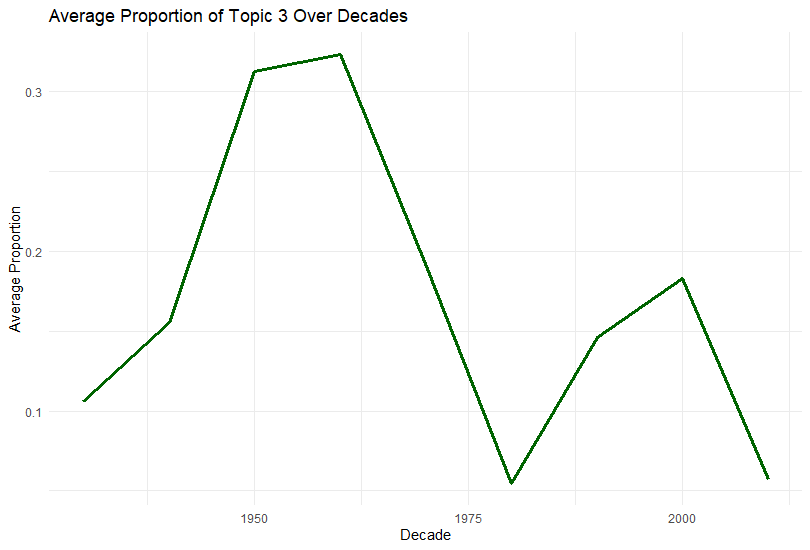 Average Proportion of Topic 3 Over Decades
Average Proportion
0.3
0.2
0.1
1950 1975 2000
Decade